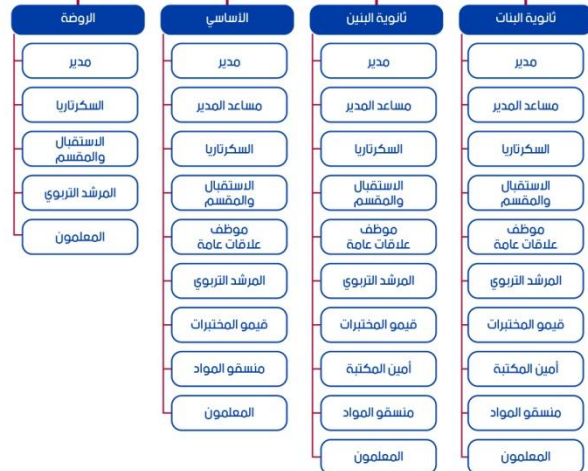 ثانوية البنات
مدير
مساعد المدير
السكرتاريا
الاستقبال
والمقسم
موظف
علاقات عامة
المرشد التربوي
قيمو المختبرات
أمين المكتبة
منسقو المواد
المعلمون
ثانوية البنين
مدير
مساعد المدير
السكرتاريا
الاستقبال
والمقسم
موظف
علاقات عامة
المرشد التربوي
قيمو المختبرات
أمين المكتبة
منسقو المواد
المعلمون
الأساسي
مدير
مساعد المدير
السكرتاريا
الاستقبال
والمقسم
موظف
علاقات عامة
المرشد التربوي
قيمو المختبرات
منسقو المواد
المعلمون
الروضة
مدير
السكرتاريا
الاستقبال
والمقسم
المرشد التربوي
المعلمون